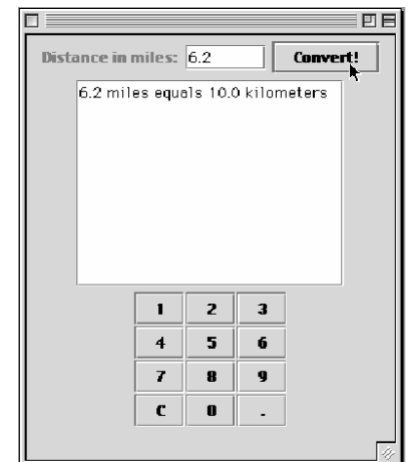 Distance in miles: 6.2 Convert!
6.2 miles equals 10.0 kilometers
1 2 3
4 5 6
7 8 9
C 0 .